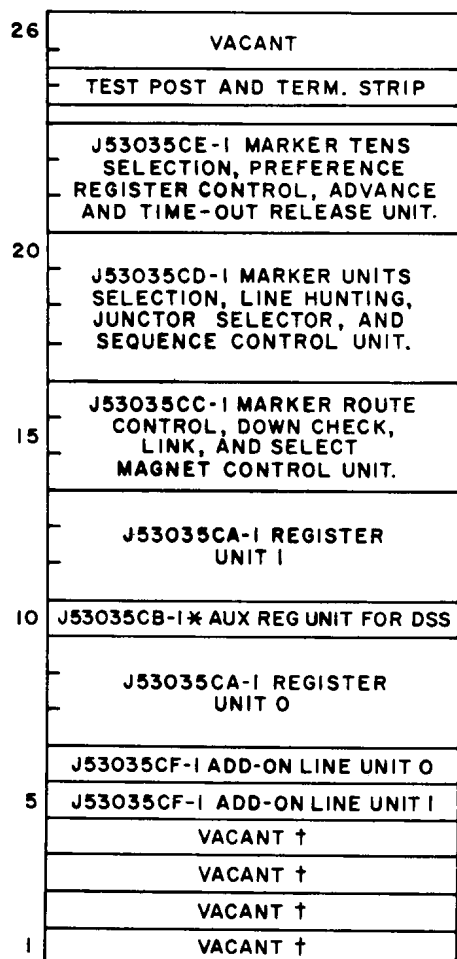 26
VACANT
TEST POST AND TERM. STRIP
J53035CE-1 MARKER TENS
SELECTION, PREFERENCE
REGISTER CONTROL, ADVANCE
AND TIME-OUT RELEASE UNIT.
20
J53035CD-1 MARKER UNITS
SELECTION, LINE HUNTING,
JUNCTOR SELECTOR, AND
SEQUENCE CONTROL UNIT.
J53035CC-1 MARKER ROUTE
CONTROL, DOWN CHECK,
LINK, AND SELECT
MAGNET CONTROL UNIT.
15
J53035CA-1 REGISTER
UNIT 1
10 J53035CB-1* AUX REG UNIT FOR DSS
J53035CA-1 REGISTER
UNIT 0
J53035CF-1 ADD-ON LINE UNIT 0
5 J53035CF-1 ADD-ON LINE UNIT 1
VACANT †
VACANT †
VACANT †
1 VACANT †